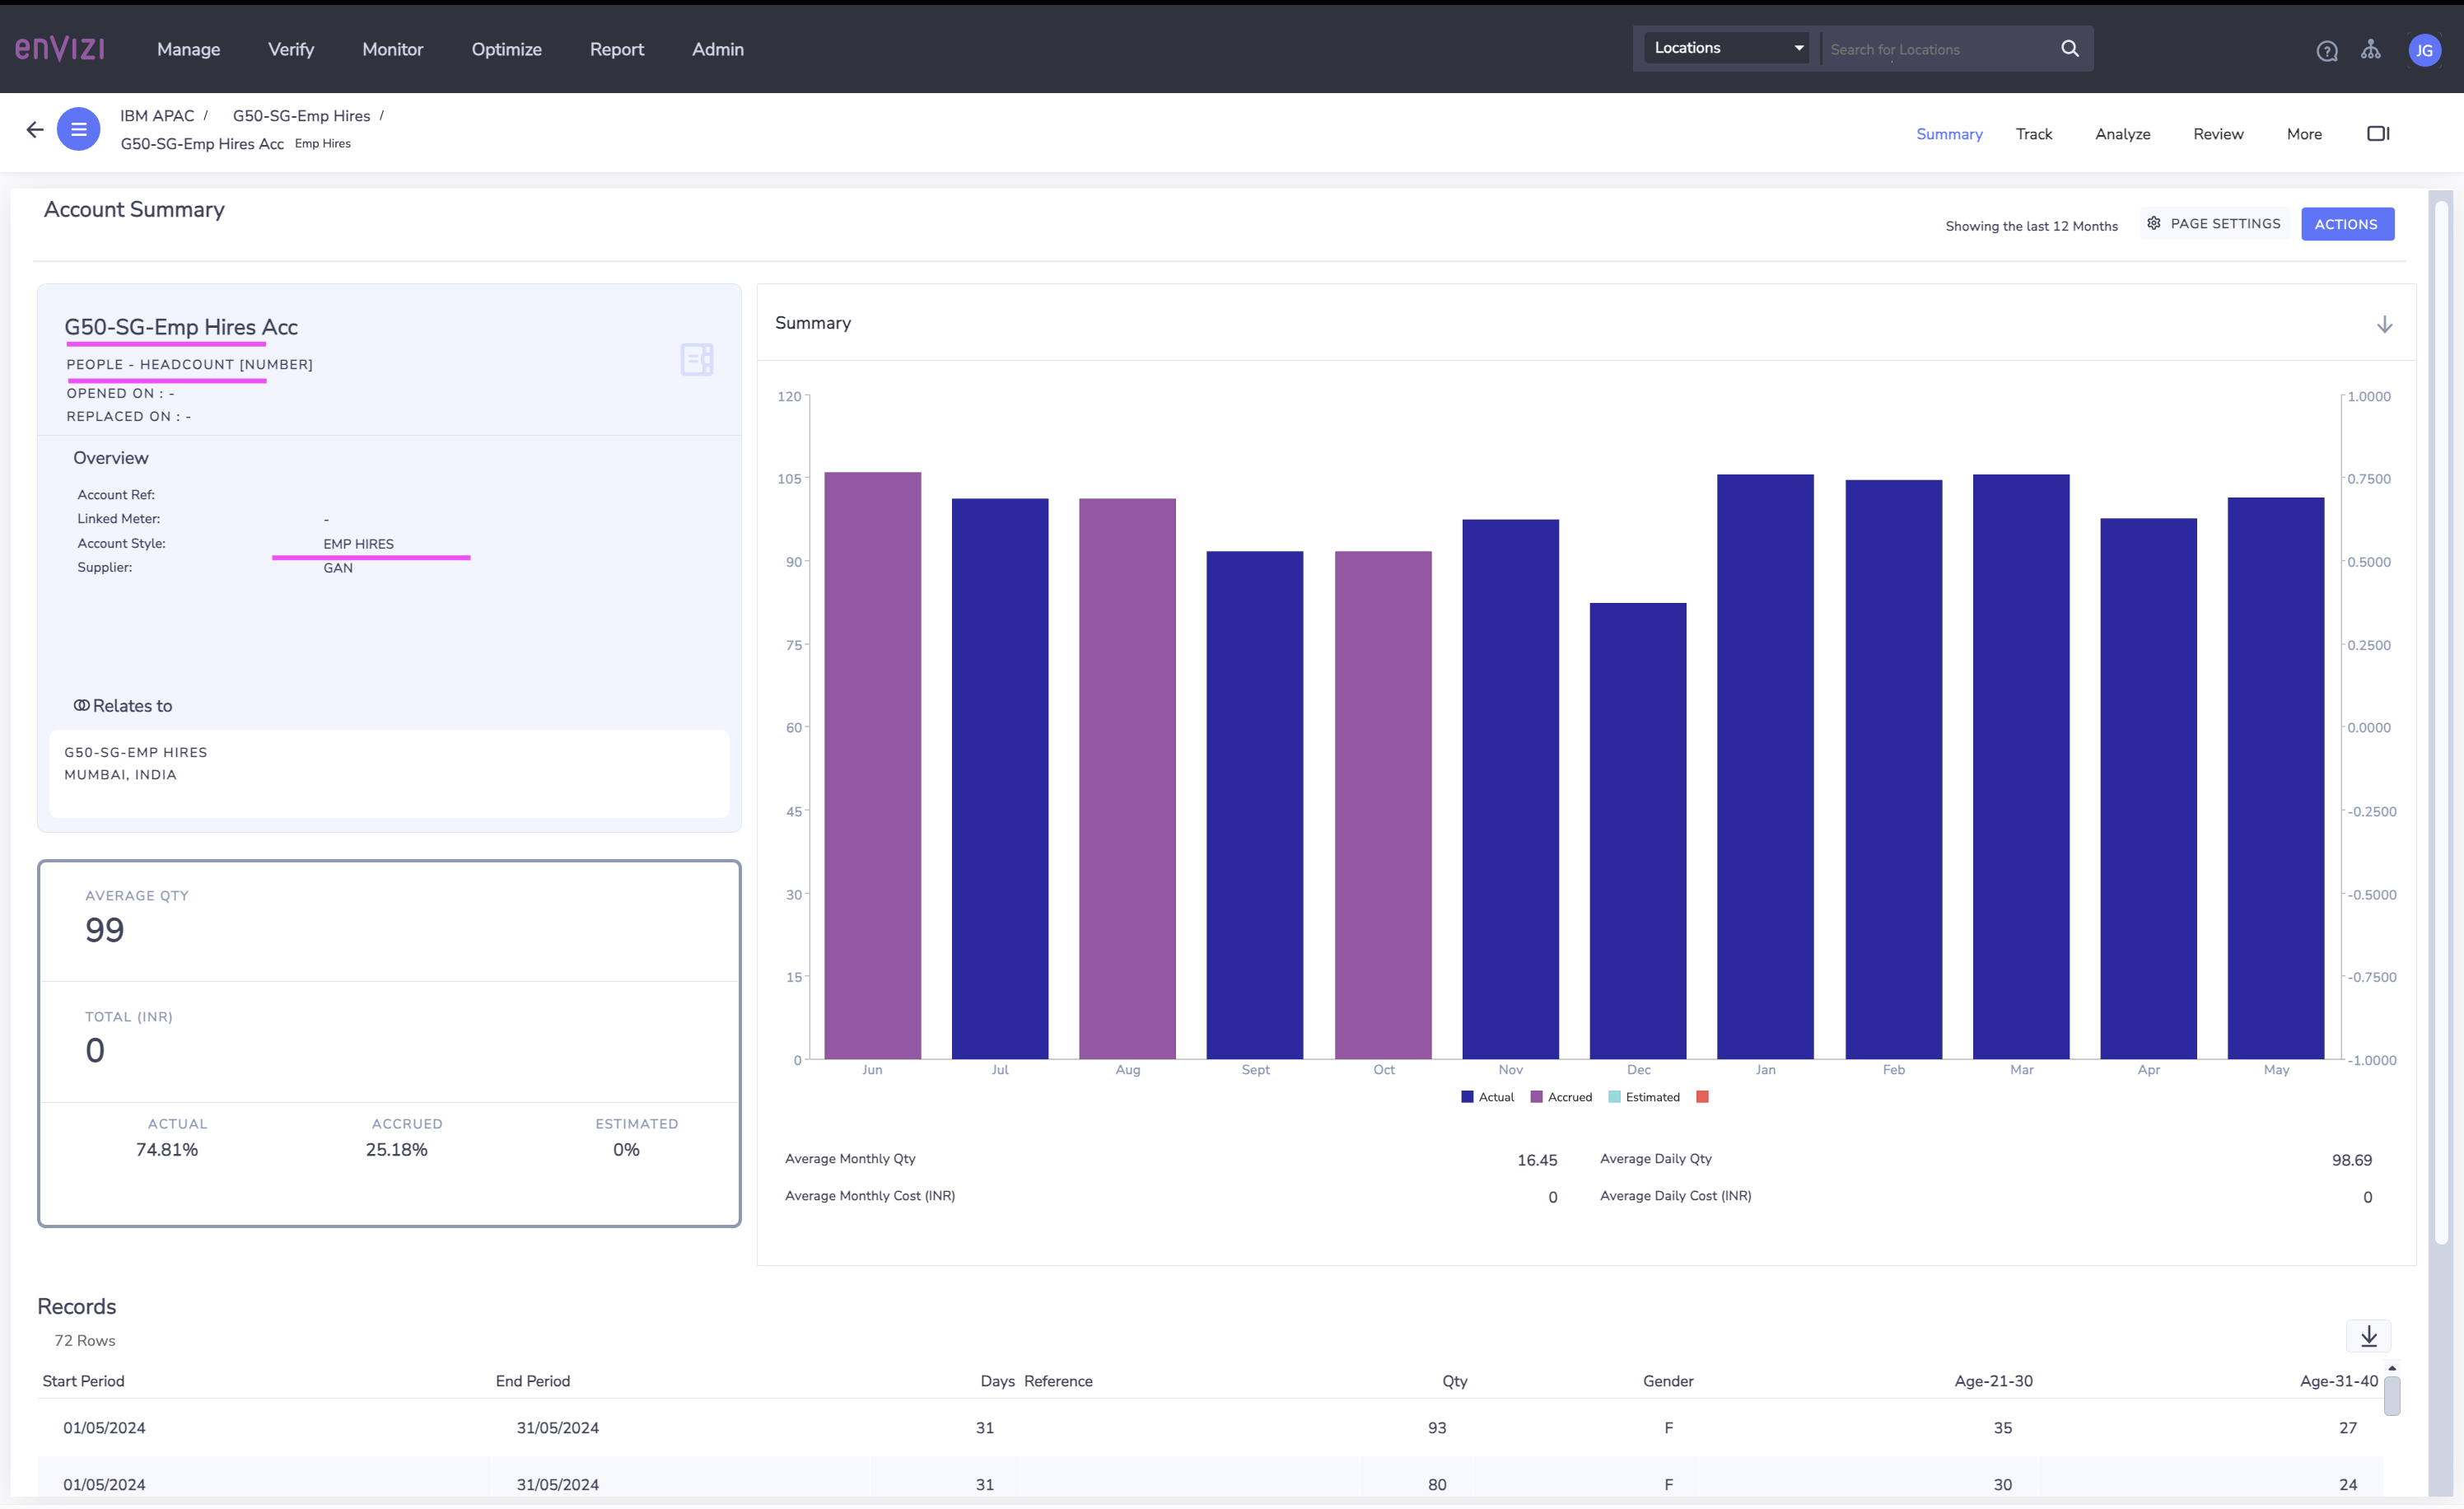 enVIZI
Manage Verify Monitor Optimize Report Admin
Locations Search for Locations
JG
IBM APAC / G50-SG-Emp Hires /
G50-SG-Emp Hires Acc Emp Hires
Summary Track Analyze Review More
Account Summary
Showing the last 12 Months PAGE SETTINGS ACTIONS
G50-SG-Emp Hires Acc
PEOPLE - HEADCOUNT [NUMBER]
OPENED ON : -
REPLACED ON : -
Overview
Account Ref:
Linked Meter: -
Account Style: EMP HIRES
Supplier: GAN
Relates to
G50-SG-EMP HIRES
MUMBAI, INDIA
AVERAGE QTY
99
TOTAL (INR)
0
ACTUAL ACCRUED ESTIMATED
74.81% 25.18% 0%
Summary
120 1.0000
105 0.7500
90 0.5000
75 0.2500
60 0.0000
45 -0.2500
30 -0.5000
15 -0.7500
0 -1.0000
Jun Jul Aug Sept Oct Nov Dec Jan Feb Mar Apr May
Actual Accrued Estimated
Average Monthly Qty 16.45 Average Daily Qty 98.69
Average Monthly Cost (INR) 0 Average Daily Cost (INR) 0
Records
72 Rows
Start Period End Period Days Reference Qty Gender Age-21-30 Age-31-40
01/05/2024 31/05/2024 31 93 F 35 27
01/05/2024 31/05/2024 31 80 F 30 24